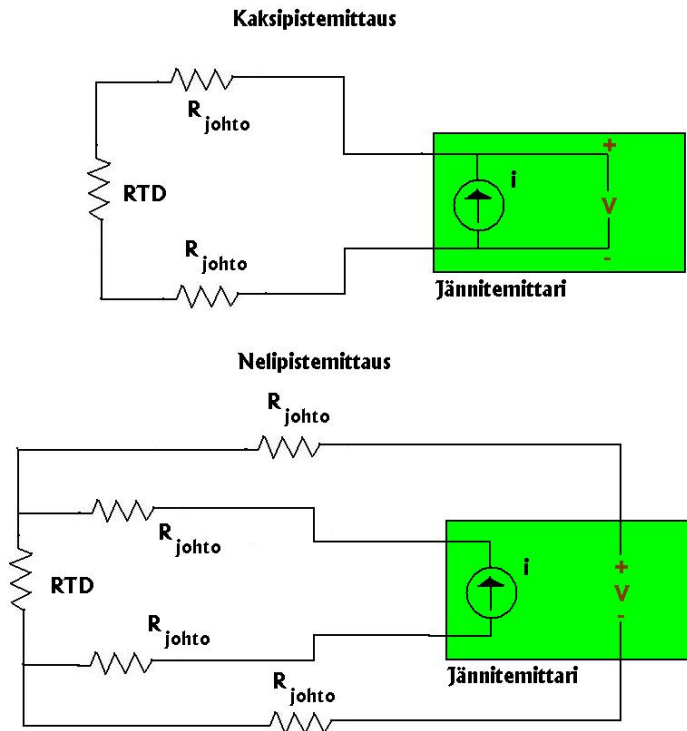 Kaksipistemittaus
R johto
RTD
i
+
V
-
R johto
Jännitemittari
Nelipistemittaus
R johto
R johto
RTD
i
+
V
-
R johto
Jännitemittari
R johto